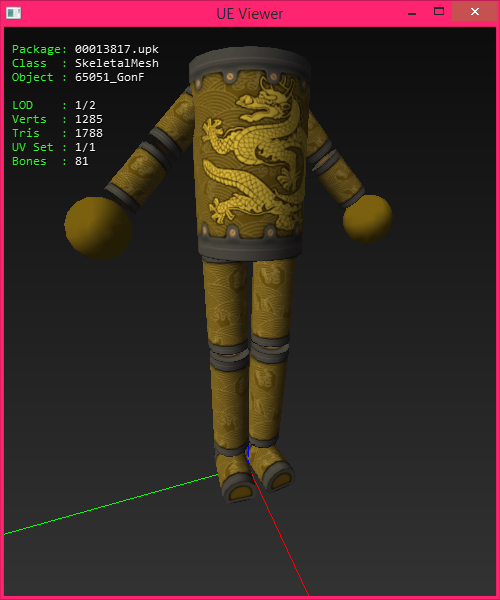 UE Viewer
Package: 00013817.upk
Class  : SkeletalMesh
Object : 65051_GonF
LOD    : 1/2
Verts  : 1285
Tris   : 1788
UV Set : 1/1
Bones  : 81